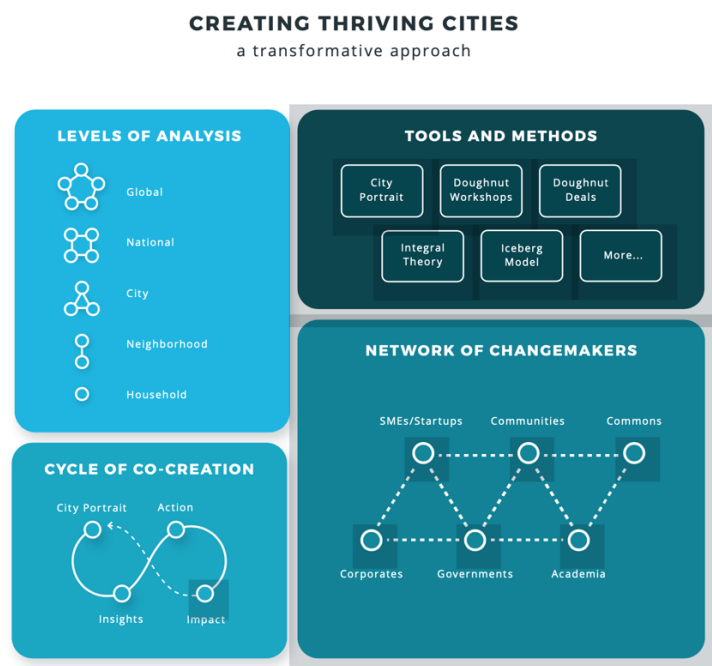 CREATING THRIVING CITIES
a transformative approach
LEVELS OF ANALYSIS
Global
National
City
Neighborhood
Household
TOOLS AND METHODS
City
Portrait
Doughnut
Workshops
Doughnut
Deals
Integral
Theory
Iceberg
Model
More...
CYCLE OF CO-CREATION
City Portrait
Action
Insights
Impact
NETWORK OF CHANGEMAKERS
SMEs/Startups
Communities
Commons
Corporates
Governments
Academia